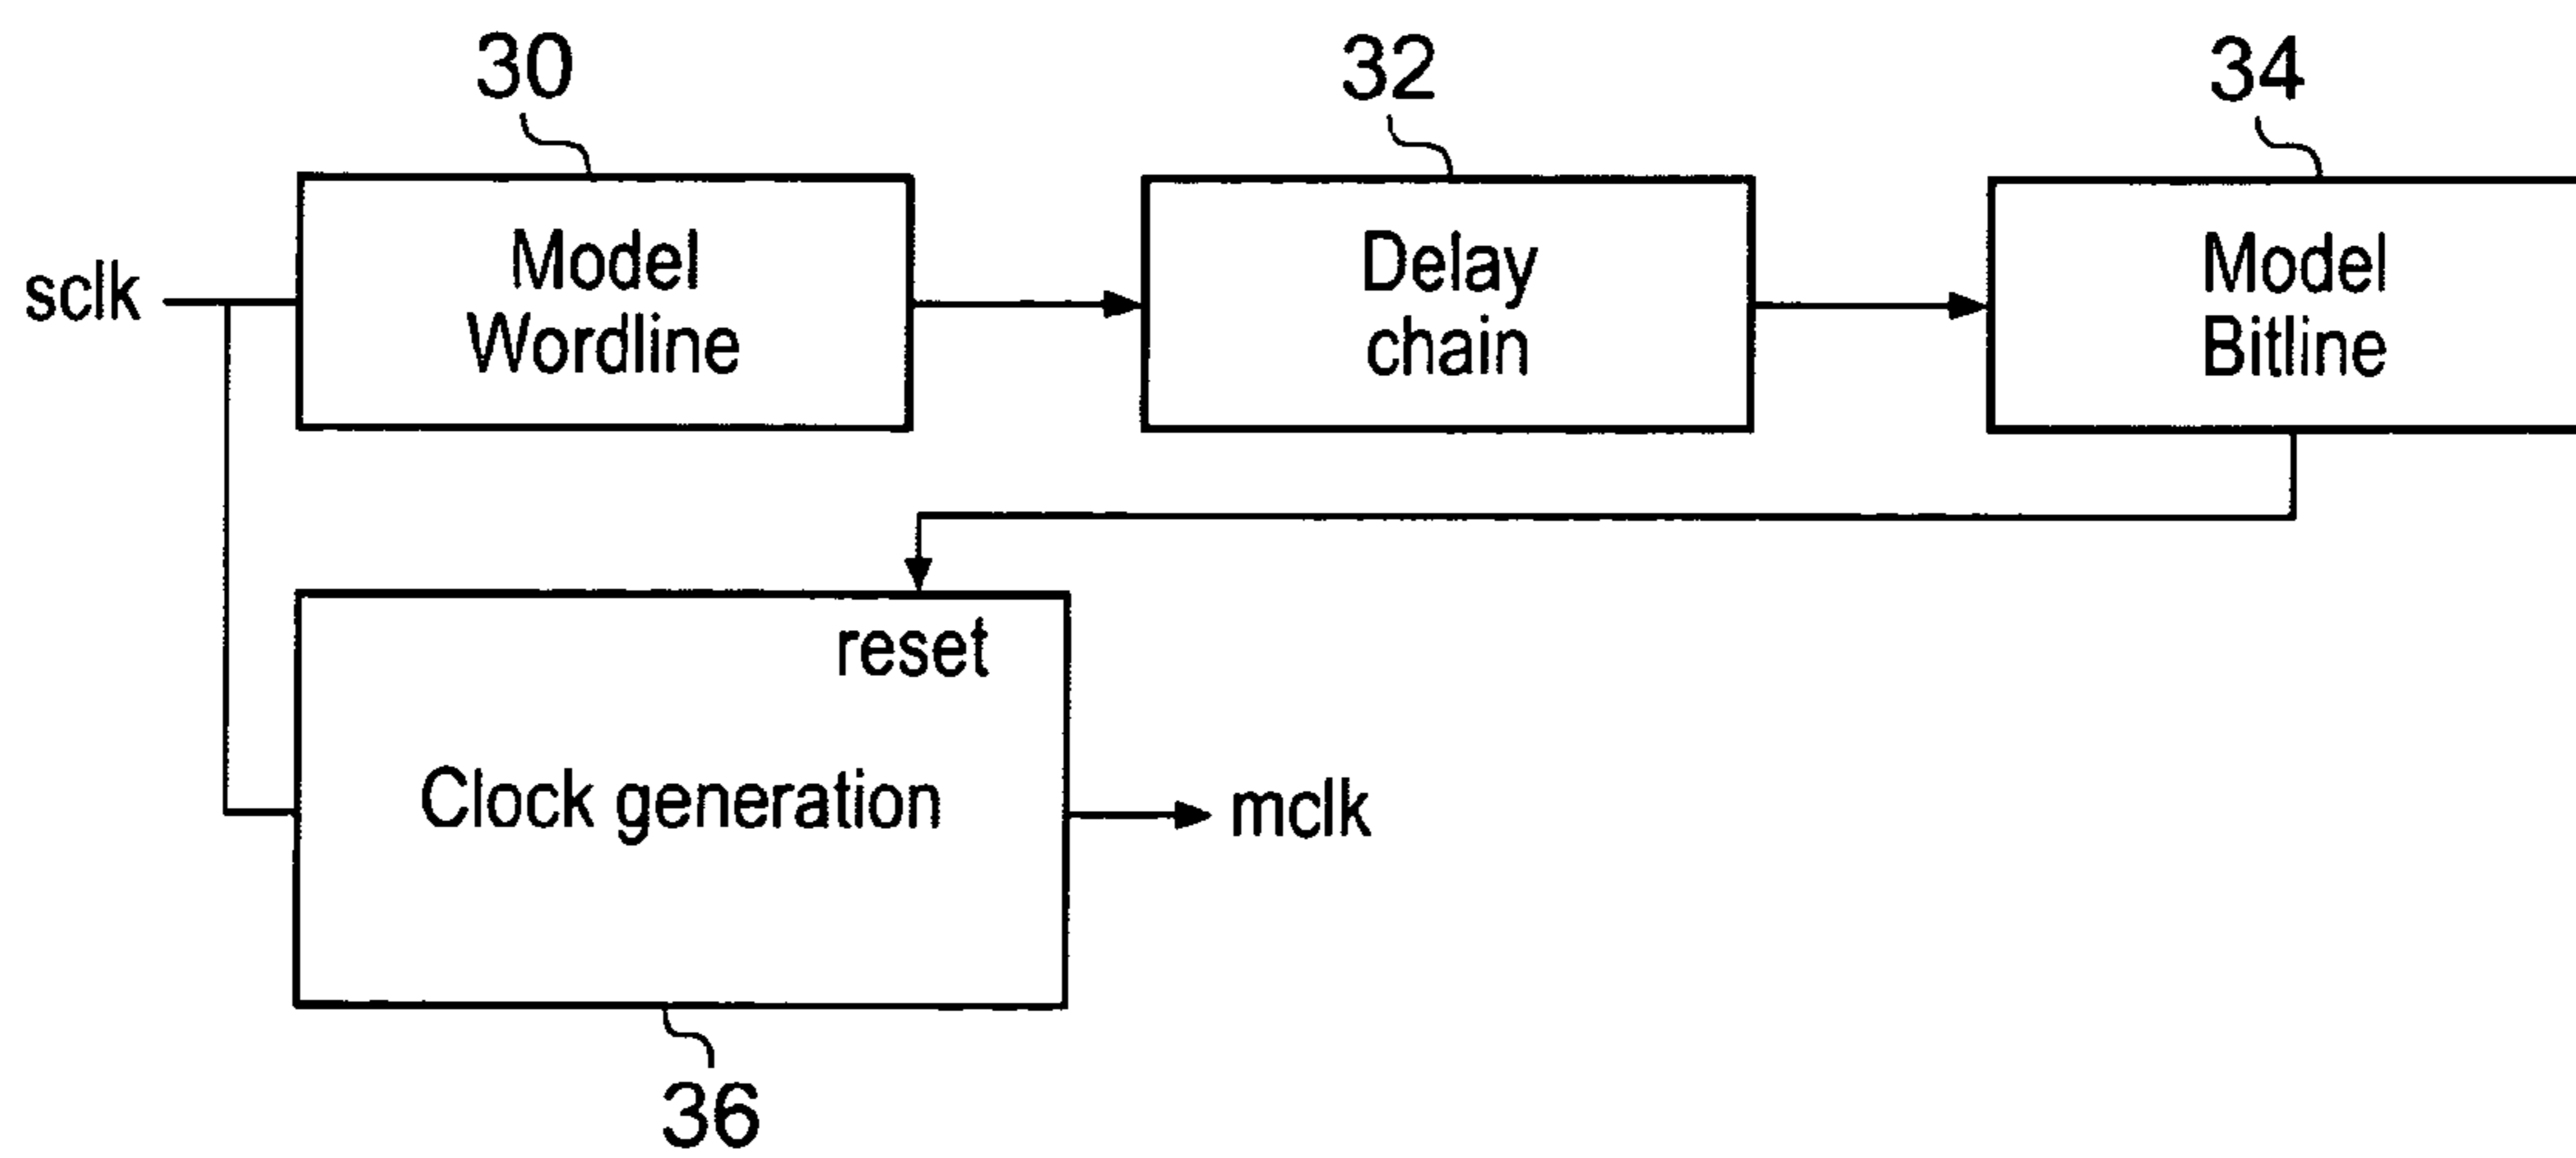 30
32
34
sclk
Model
Wordline
Delay
chain
Model
Bitline
reset
Clock generation
mclk
36